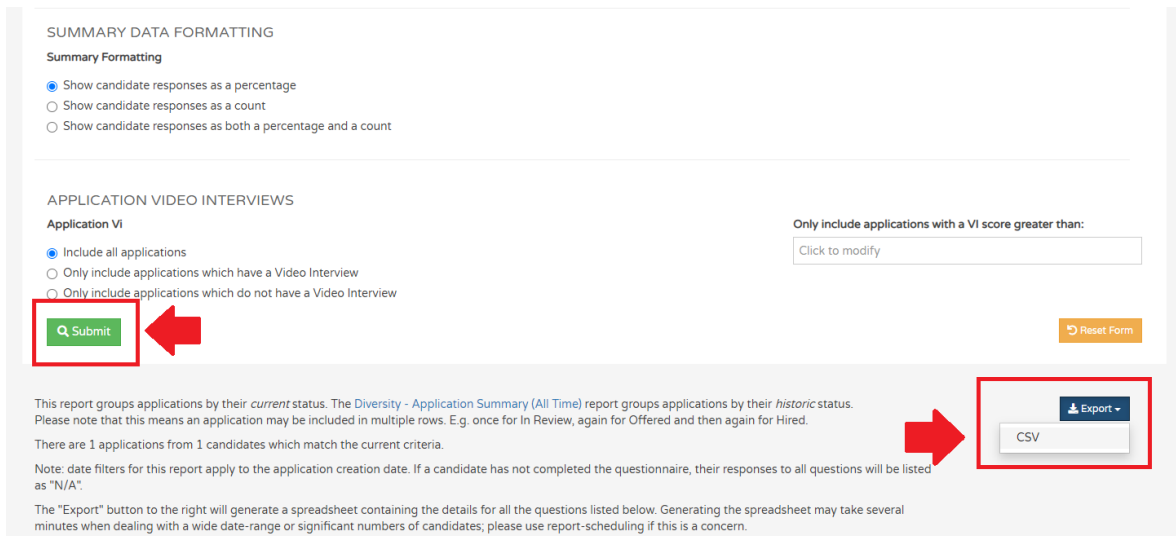 SUMMARY DATA FORMATTING
Summary Formatting
Show candidate responses as a percentage
Show candidate responses as a count
Show candidate responses as both a percentage and a count
APPLICATION VIDEO INTERVIEWS
Application Vi
Only include applications with a VI score greater than:
Include all applications
Click to modify
Only include applications which have a Video Interview
Only include applications which do not have a Video Interview
Submit
Reset Form
This report groups applications by their current status. The Diversity - Application Summary (All Time) report groups applications by their historic status.
Please note that this means an application may be included in multiple rows. E.g. once for In Review, again for Offered and then again for Hired.
Export
CSV
There are 1 applications from 1 candidates which match the current criteria.
Note: date filters for this report apply to the application creation date. If a candidate has not completed the questionnaire, their responses to all questions will be listed
as "N/A".
The "Export" button to the right will generate a spreadsheet containing the details for all the questions listed below. Generating the spreadsheet may take several
minutes when dealing with a wide date-range or significant numbers of candidates; please use report-scheduling if this is a concern.